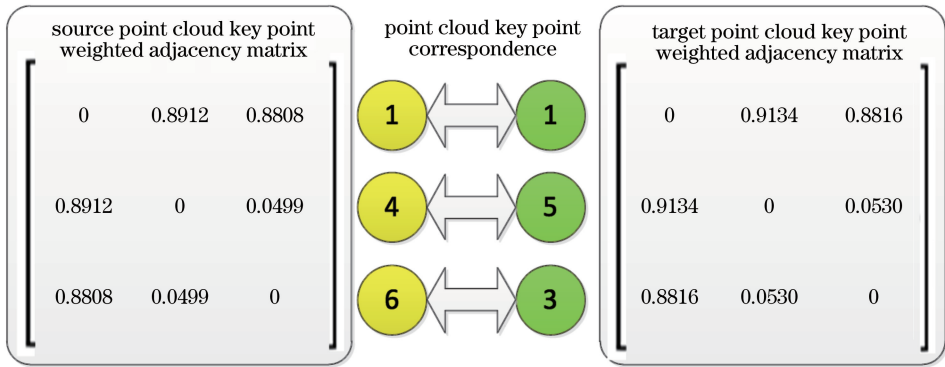 source point cloud key point
weighted adjacency matrix
0 0.8912 0.8808
0.8912 0 0.0499
0.8808 0.0499 0
point cloud key point
correspondence
1 1
4 5
6 3
target point cloud key point
weighted adjacency matrix
0 0.9134 0.8816
0.9134 0 0.0530
0.8816 0.0530 0